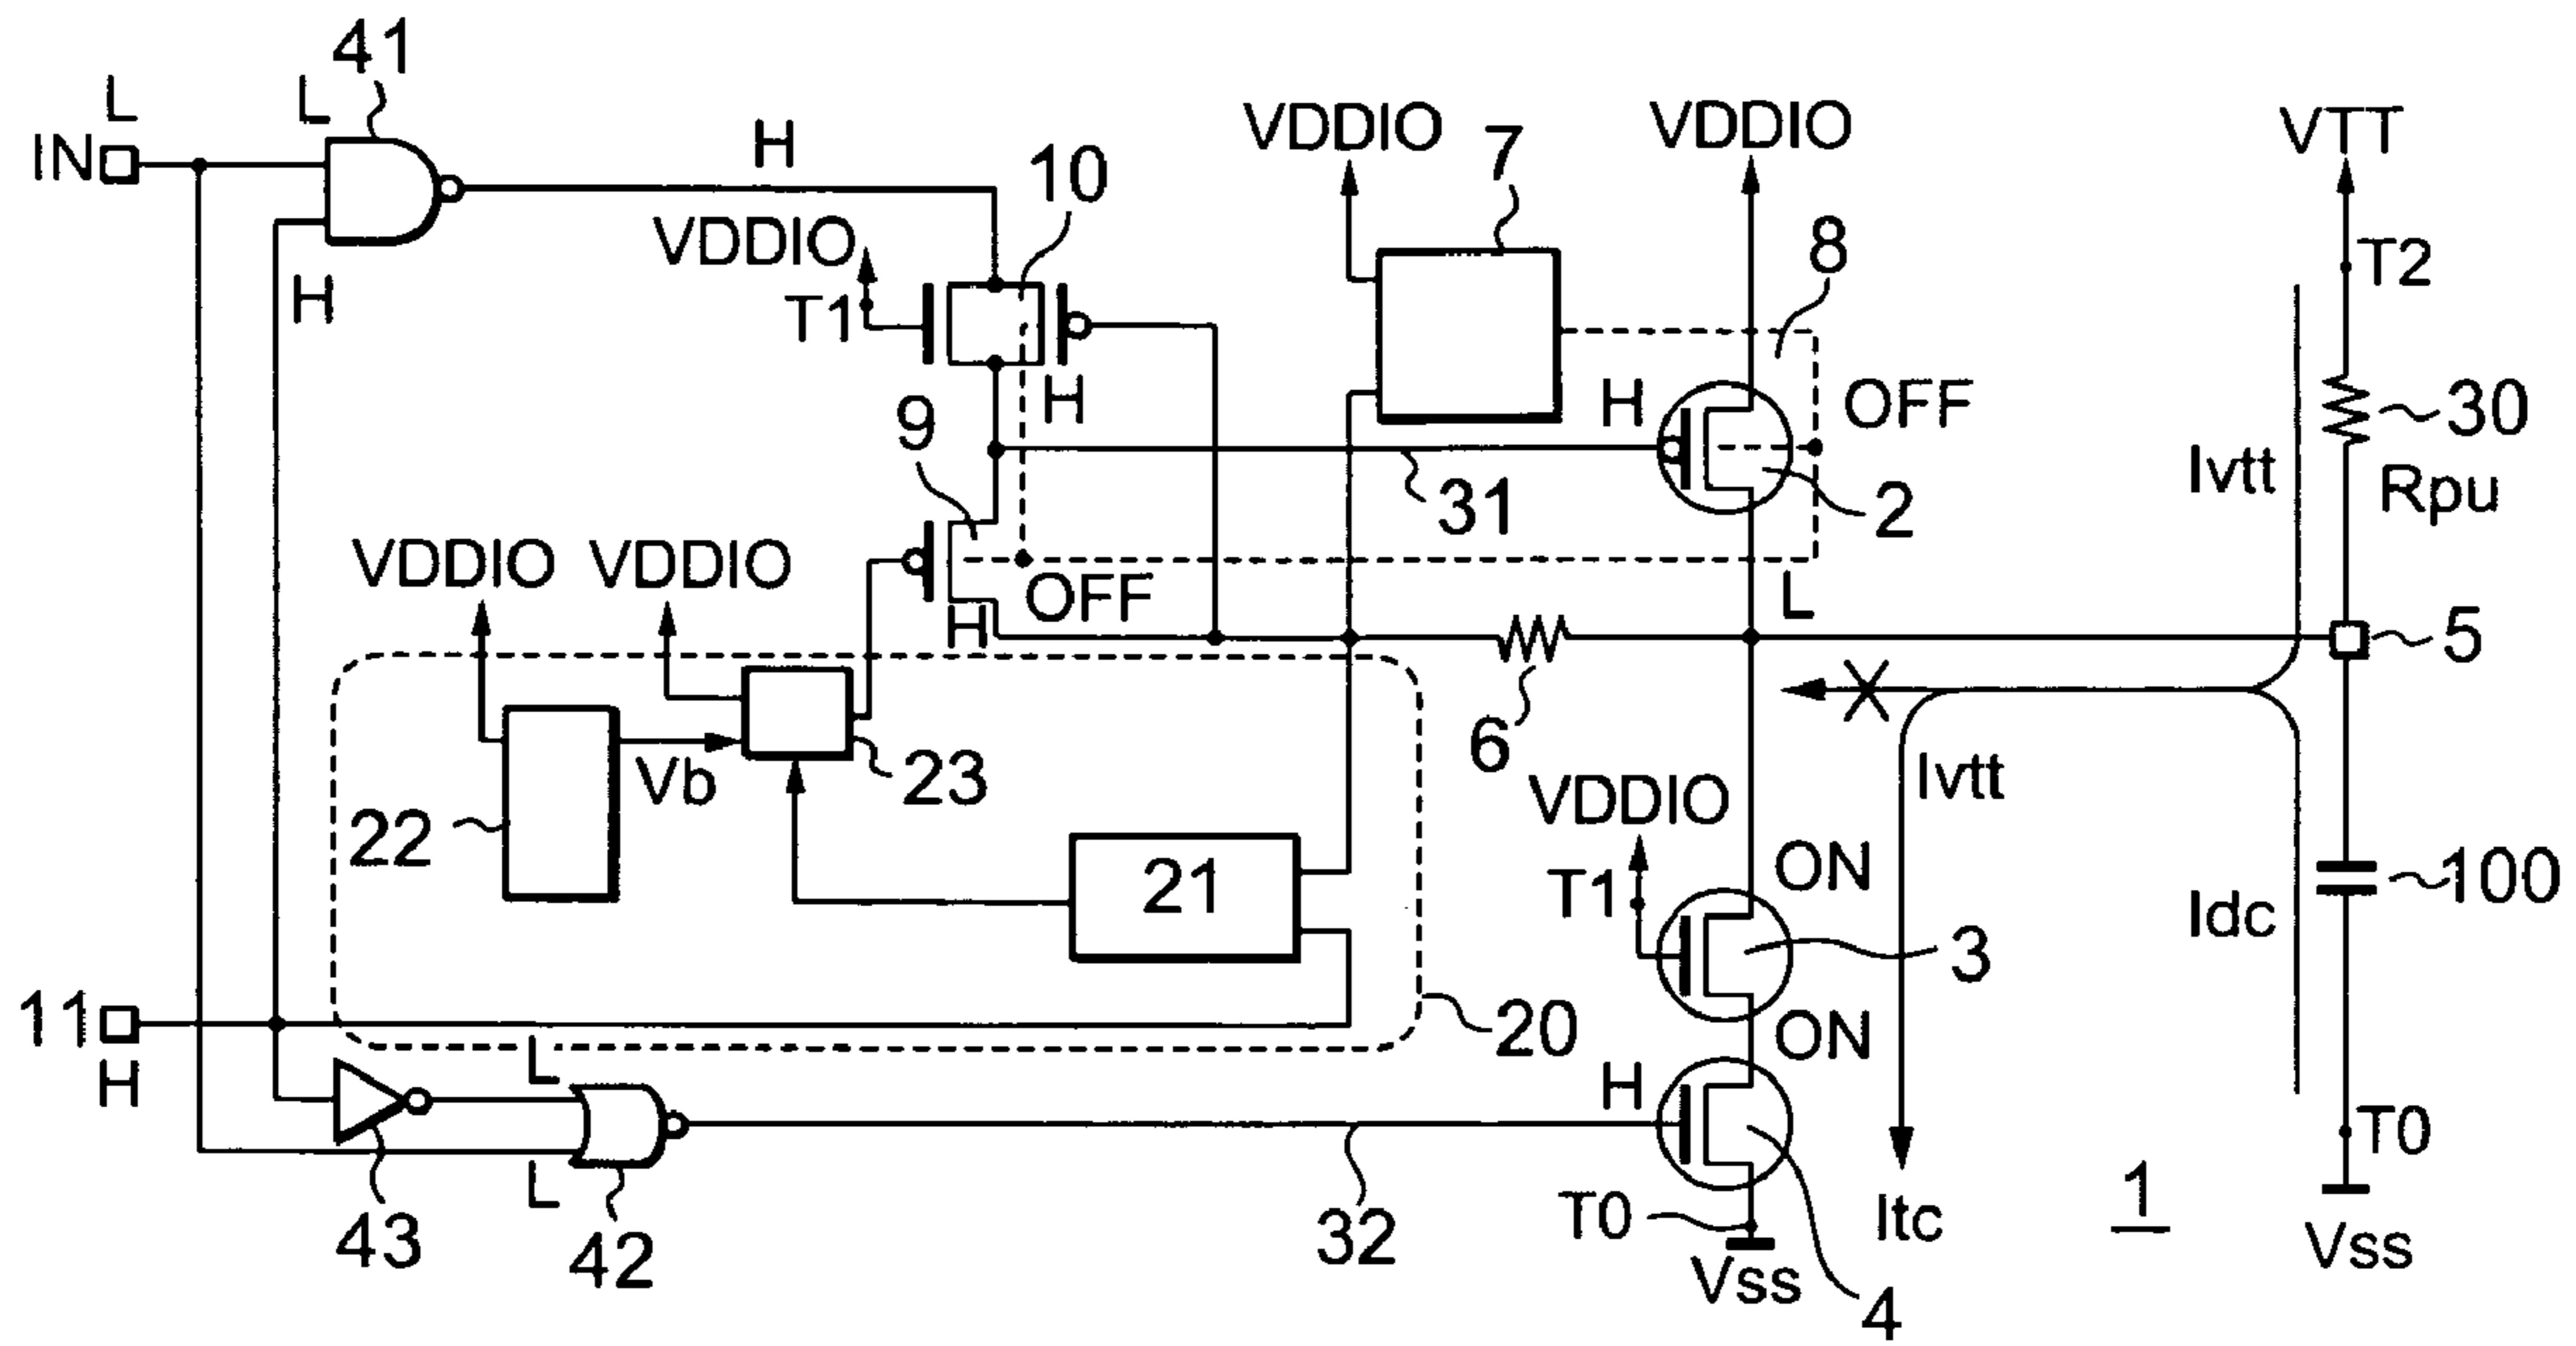 41
L
L
IN
H
VDDIO
7
VDDIO
VTT
10
VDDIO
8
T2
H
T1
H
H
OFF
30
9
Ivtt
Rpu
31
2
VDDIO
VDDIO
OFF
L
H
5
6
Ivtt
Vb
23
22
VDDIO
21
T1
ON
100
Idc
3
11
20
ON
H
L
H
43
L
42
32
T0
Itc
1
T0
Vss
Vss
4